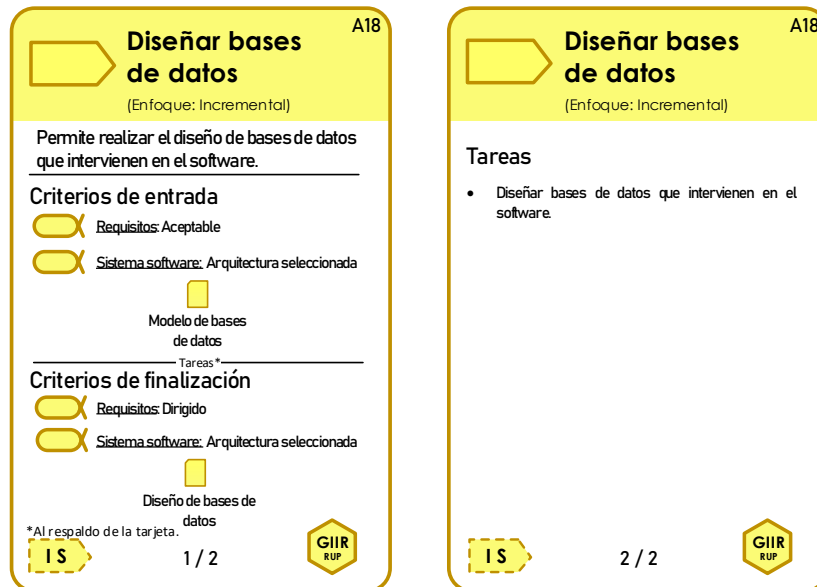 A18
Diseñar bases
de datos
(Enfoque: Incremental)
Permite realizar el diseño de bases de datos
que intervienen en el software.
Criterios de entrada
Requisitos: Aceptable
Sistema software: Arquitectura seleccionada
Modelo de bases
de datos
Tareas*
Criterios de finalización
Requisitos: Dirigido
Sistema software: Arquitectura seleccionada
Diseño de bases de
datos
*Al respaldo de la tarjeta.
IS
1 / 2
GIIR
RUP
A18
Diseñar bases
de datos
(Enfoque: Incremental)
Tareas
• Diseñar bases de datos que intervienen en el
software.
IS
2 / 2
GIIR
RUP